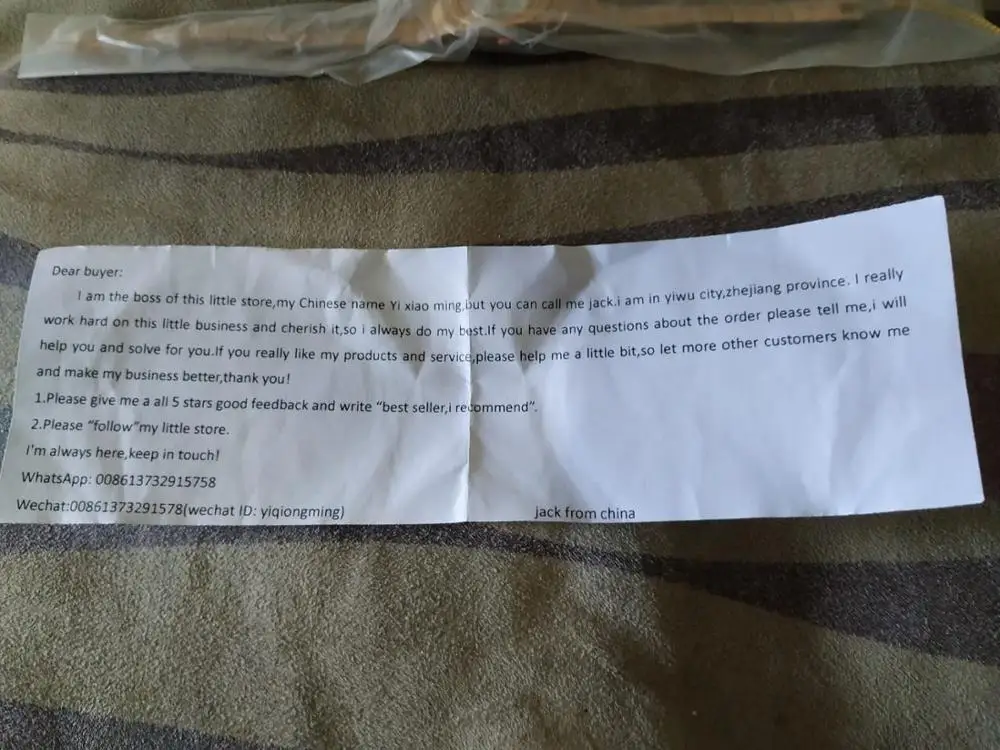 Dear buyer:
I am the boss of this little store,my Chinese name Yi xiao ming,but you can call me jack.i am in yiwu city,zhejiang province. I really
work hard on this little business and cherish it,so i always do my best.If you have any questions about the order please tell me,i will
help you and solve for you.If you really like my products and service,please help me a little bit,so let more other customers know me
and make my business better,thank you!
1.Please give me a all 5 stars good feedback and write “best seller,i recommend”.
2.Please “follow”my little store.
I'm always here,keep in touch!
WhatsApp: 008613732915758
Wechat:00861373291578(wechat ID: yiqiongming) jack from china